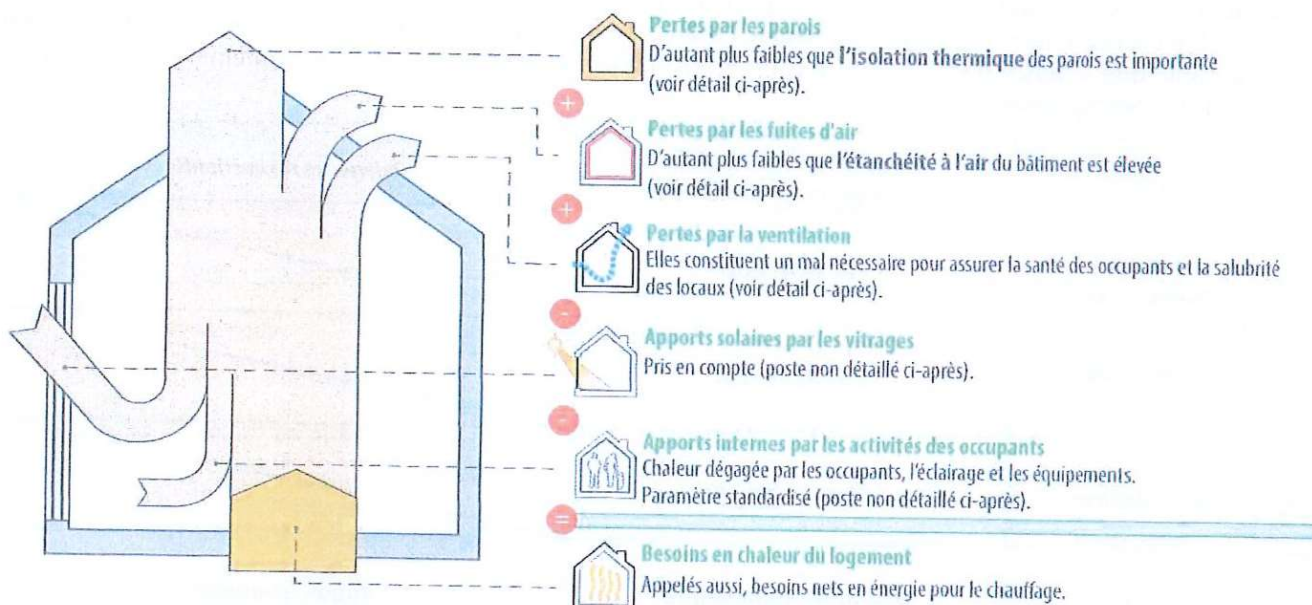 Pertes par les parois
D'autant plus faibles que l'isolation thermique des parois est importante
(voir détail ci-après).
+
Pertes par les fuites d'air
D'autant plus faibles que l'étanchéité à l'air du bâtiment est élevée
(voir détail ci-après).
+
Pertes par la ventilation
Elles constituent un mal nécessaire pour assurer la santé des occupants et la salubrité
des locaux (voir détail ci-après).
-
Apports solaires par les vitrages
Pris en compte (poste non détaillé ci-après).
-
Apports internes par les activités des occupants
Chaleur dégagée par les occupants, l'éclairage et les équipements.
Paramètre standardisé (poste non détaillé ci-après).
=
Besoins en chaleur du logement
Appelés aussi, besoins nets en énergie pour le chauffage.